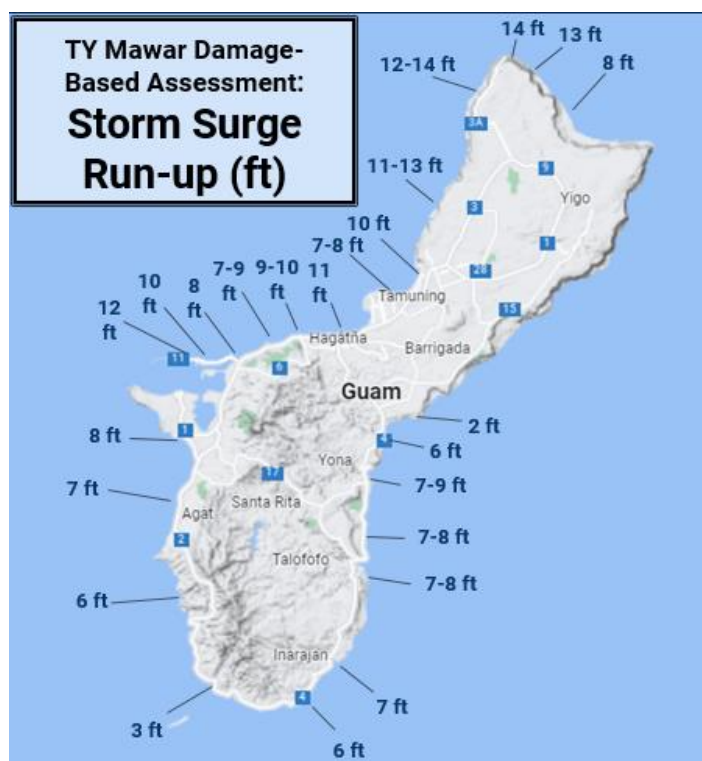 TY Mawar Damage-
Based Assessment:
Storm Surge
Run-up (ft)
14 ft
13 ft
12-14 ft
8 ft
3A
11-13 ft
9
Yigo
3
10 ft
7-8 ft
1
28
Tamuning
7-9
ft
9-10
ft
11
ft
10
ft
8
ft
12
ft
15
Hagåtña
Barrigada
11
6
Guam
2 ft
1
8 ft
4
6 ft
Yona
7-9 ft
17
7 ft
Santa Rita
Agat
2
7-8 ft
Talofofo
7-8 ft
6 ft
Inarajan
7 ft
4
3 ft
6 ft